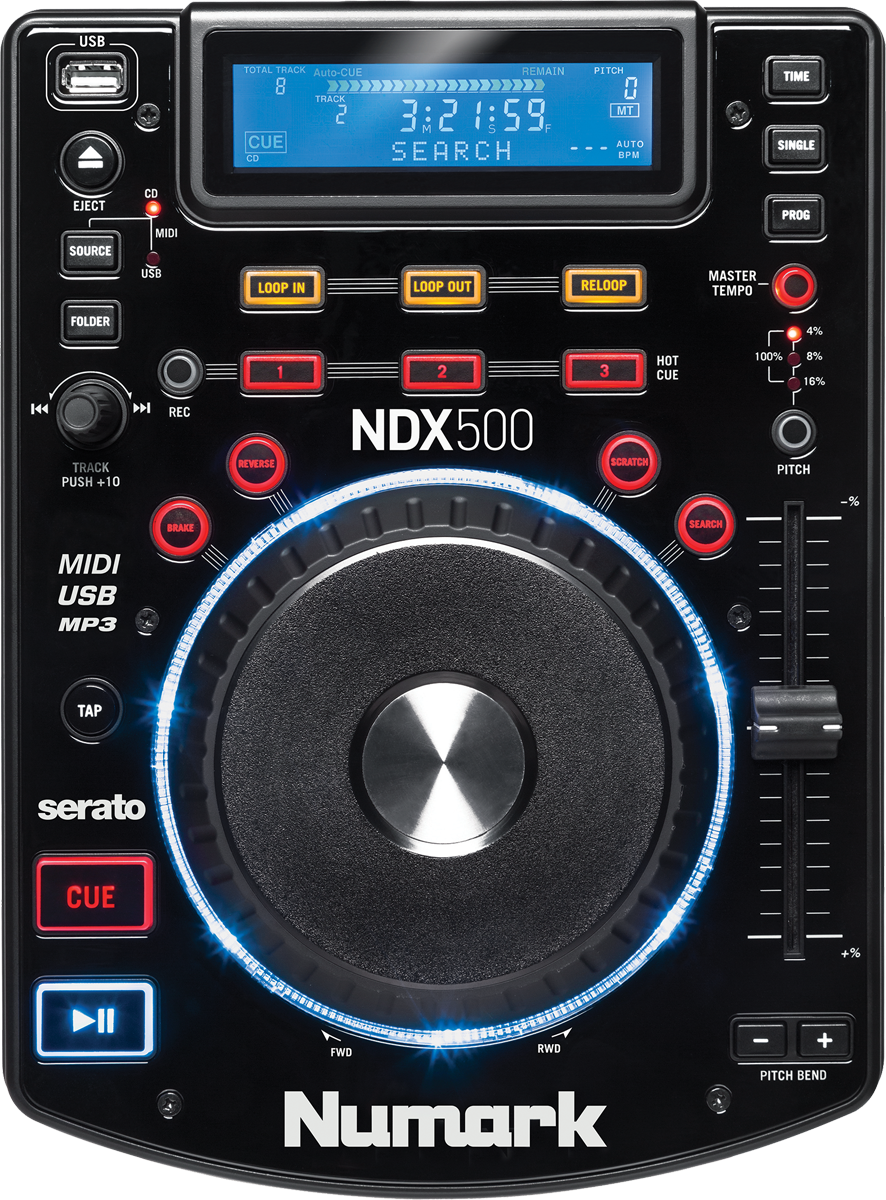 USB
TOTAL TRACK
8
Auto-CUE
REMAIN
PITCH
0
MT
TRACK
2
3:21:59
M S F
CUE
CD
SEARCH
---
AUTO
BPM
TIME
SINGLE
PROG
EJECT
CD
MIDI
USB
SOURCE
FOLDER
LOOP IN
LOOP OUT
RELOOP
MASTER
TEMPO
4%
100%
8%
16%
PITCH
REC
1
2
3
HOT
CUE
TRACK
PUSH +10
NDX500
REVERSE
SCRATCH
BRAKE
SEARCH
-%
MIDI
USB
MP3
TAP
serato
CUE
+%
FWD
RWD
-
+
PITCH BEND
Numark